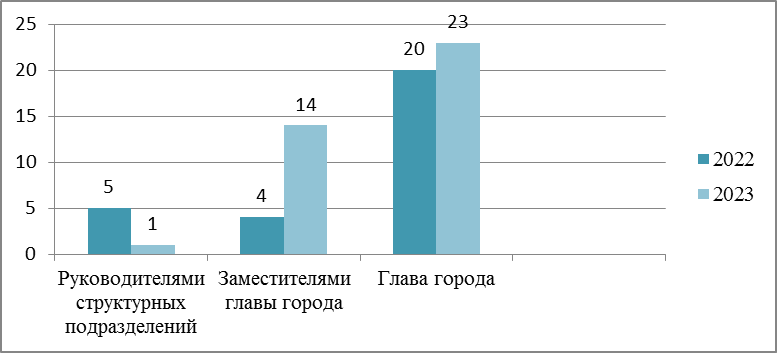 25
20
15
10
5
0
5
1
4
14
20
23
Руководителями
структурных
подразделений
Заместителями
главы города
Глава города
2022
2023